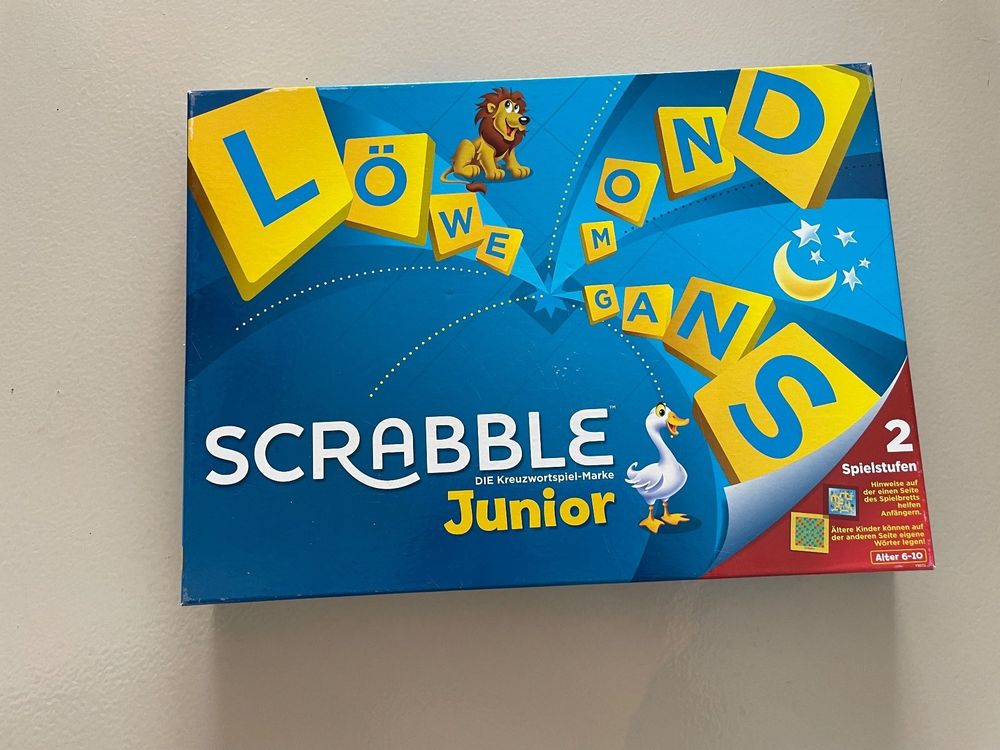 LÖWE
MOND
GANS
SCRABBLE™
DIE Kreuzwortspiel-Marke
Junior
2
Spielstufen
Hinweise auf
der einen Seite
des Spielbretts
helfen
Anfängern.
Ältere Kinder können auf
der anderen Seite eigene
Wörter legen!
Alter 6-10